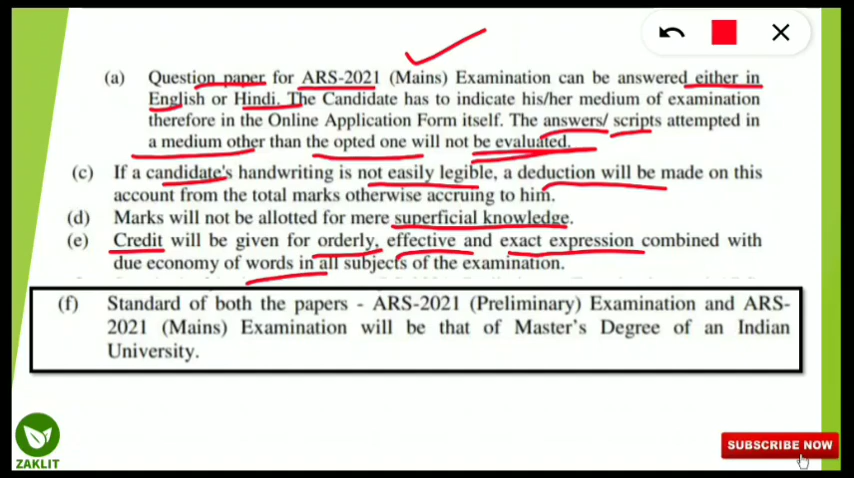 (a) Question paper for ARS-2021 (Mains) Examination can be answered either in
English or Hindi. The Candidate has to indicate his/her medium of examination
therefore in the Online Application Form itself. The answers/ scripts attempted in
a medium other than the opted one will not be evaluated.
(c) If a candidate's handwriting is not easily legible, a deduction will be made on this
account from the total marks otherwise accruing to him.
(d) Marks will not be allotted for mere superficial knowledge.
(e) Credit will be given for orderly, effective and exact expression combined with
due economy of words in all subjects of the examination.
(f) Standard of both the papers - ARS-2021 (Preliminary) Examination and ARS-
2021 (Mains) Examination will be that of Master's Degree of an Indian
University.
ZAKLIT
SUBSCRIBE NOW